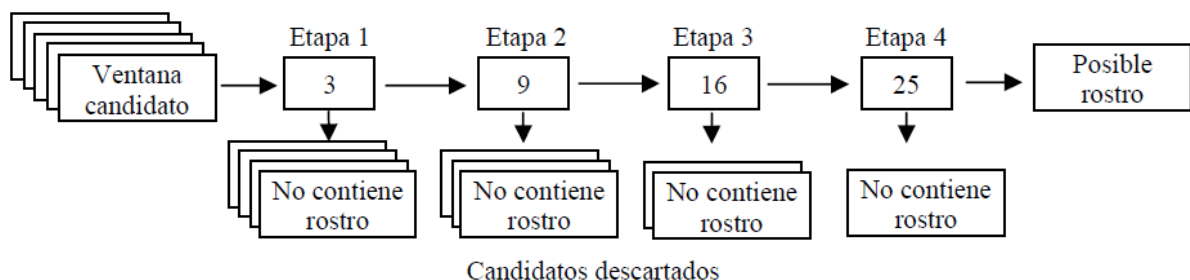 Etapa 1
Etapa 2
Etapa 3
Etapa 4
Ventana
candidato
3
9
16
25
Posible
rostro
No contiene
rostro
No contiene
rostro
No contiene
rostro
No contiene
rostro
Candidatos descartados